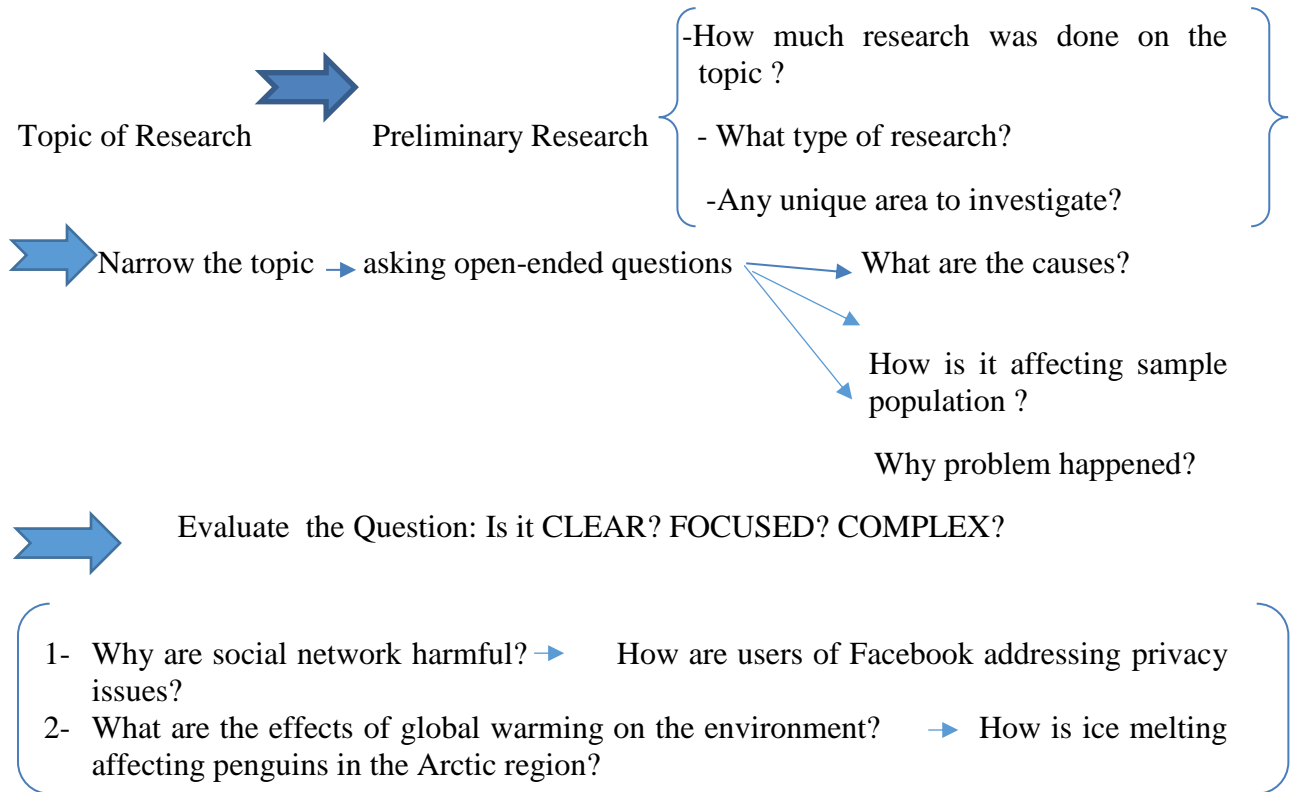 -How much research was done on the
topic ?
Topic of Research Preliminary Research - What type of research?
-Any unique area to investigate?
Narrow the topic asking open-ended questions What are the causes?
How is it affecting sample
population ?
Why problem happened?
Evaluate the Question: Is it CLEAR? FOCUSED? COMPLEX?
1- Why are social network harmful? How are users of Facebook addressing privacy
issues?
2- What are the effects of global warming on the environment? How is ice melting
affecting penguins in the Arctic region?